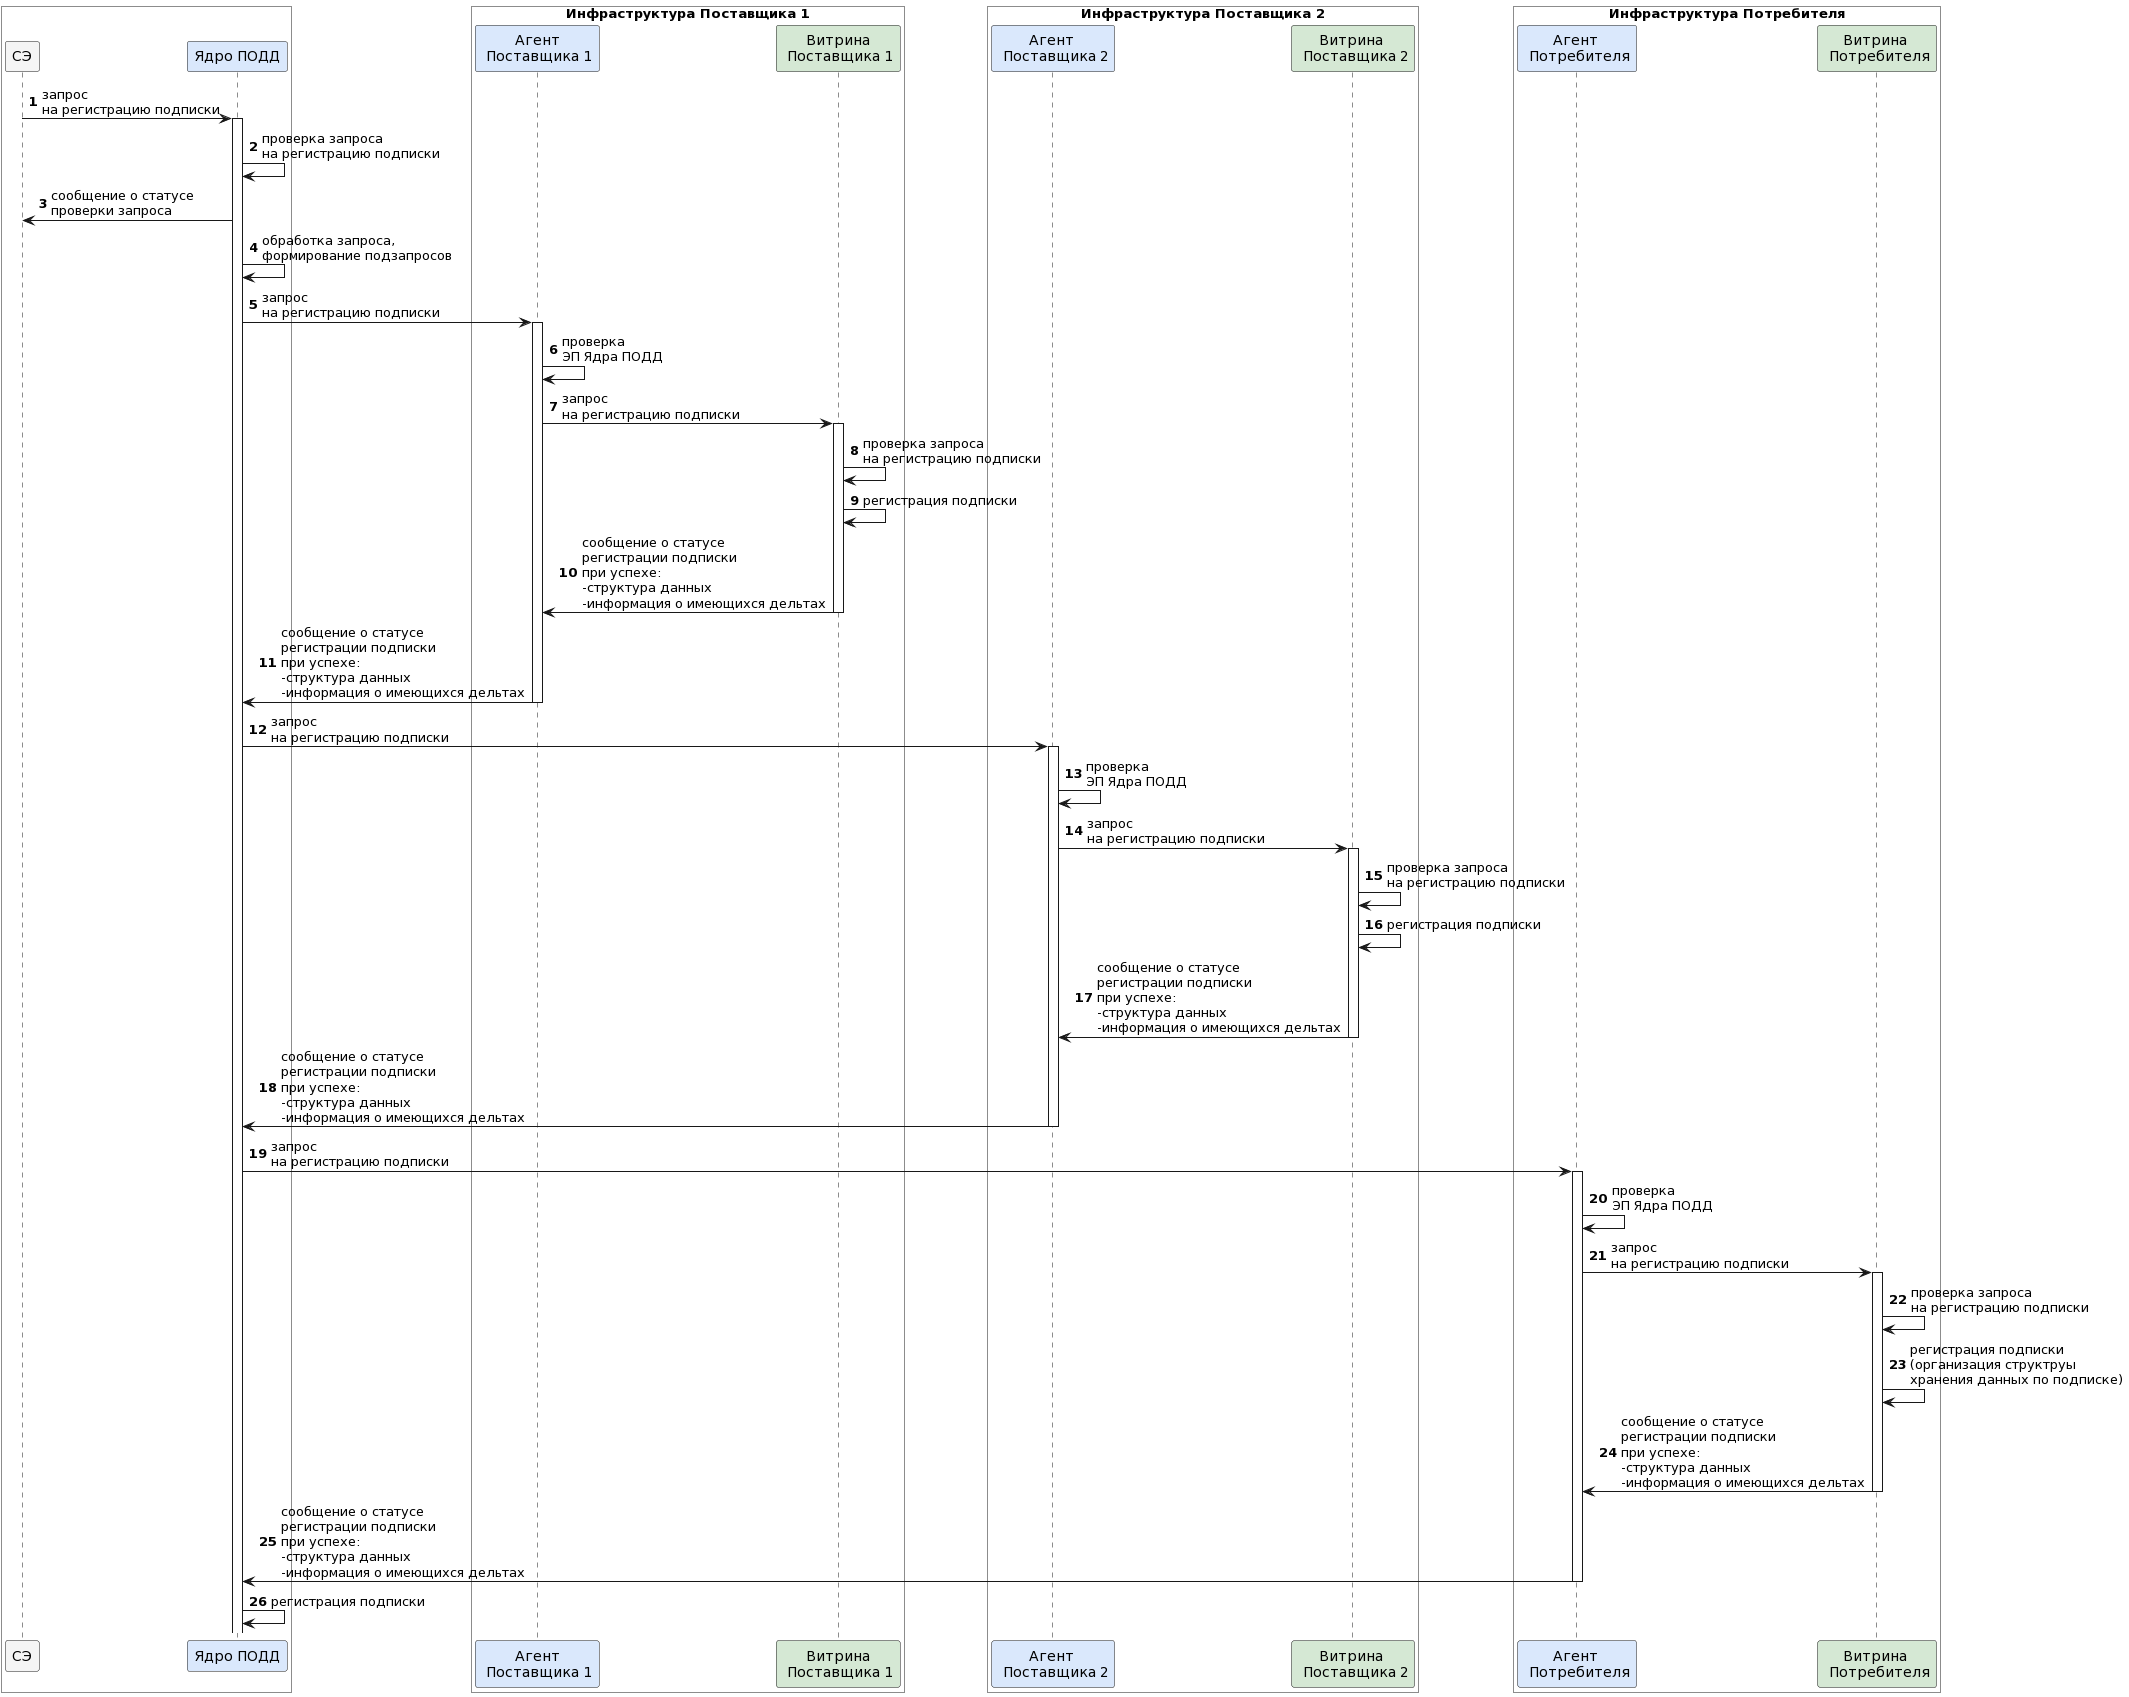 Инфраструктура Поставщика 1
Инфраструктура Поставщика 2
Инфраструктура Потребителя
СЭ
Ядро ПОДД
Агент
Поставщика 1
Витрина
Поставщика 1
Агент
Поставщика 2
Витрина
Поставщика 2
Агент
Потребителя
Витрина
Потребителя
1 запрос
на регистрацию подписки
2 проверка запроса
на регистрацию подписки
3 сообщение о статусе
проверки запроса
4 обработка запроса,
формирование подзапросов
5 запрос
на регистрацию подписки
6 проверка
ЭП Ядра ПОДД
7 запрос
на регистрацию подписки
8 проверка запроса
на регистрацию подписки
9 регистрация подписки
сообщение о статусе
регистрации подписки
10 при успехе:
-структура данных
-информация о имеющихся дельтах
сообщение о статусе
регистрации подписки
11 при успехе:
-структура данных
-информация о имеющихся дельтах
12 запрос
на регистрацию подписки
13 проверка
ЭП Ядра ПОДД
14 запрос
на регистрацию подписки
15 проверка запроса
на регистрацию подписки
16 регистрация подписки
сообщение о статусе
регистрации подписки
17 при успехе:
-структура данных
-информация о имеющихся дельтах
сообщение о статусе
регистрации подписки
18 при успехе:
-структура данных
-информация о имеющихся дельтах
19 запрос
на регистрацию подписки
20 проверка
ЭП Ядра ПОДД
21 запрос
на регистрацию подписки
22 проверка запроса
на регистрацию подписки
регистрация подписки
23 (организация структруы
хранения данных по подписке)
сообщение о статусе
регистрации подписки
24 при успехе:
-структура данных
-информация о имеющихся дельтах
сообщение о статусе
регистрации подписки
25 при успехе:
-структура данных
-информация о имеющихся дельтах
26 регистрация подписки
СЭ
Ядро ПОДД
Агент
Поставщика 1
Витрина
Поставщика 1
Агент
Поставщика 2
Витрина
Поставщика 2
Агент
Потребителя
Витрина
Потребителя